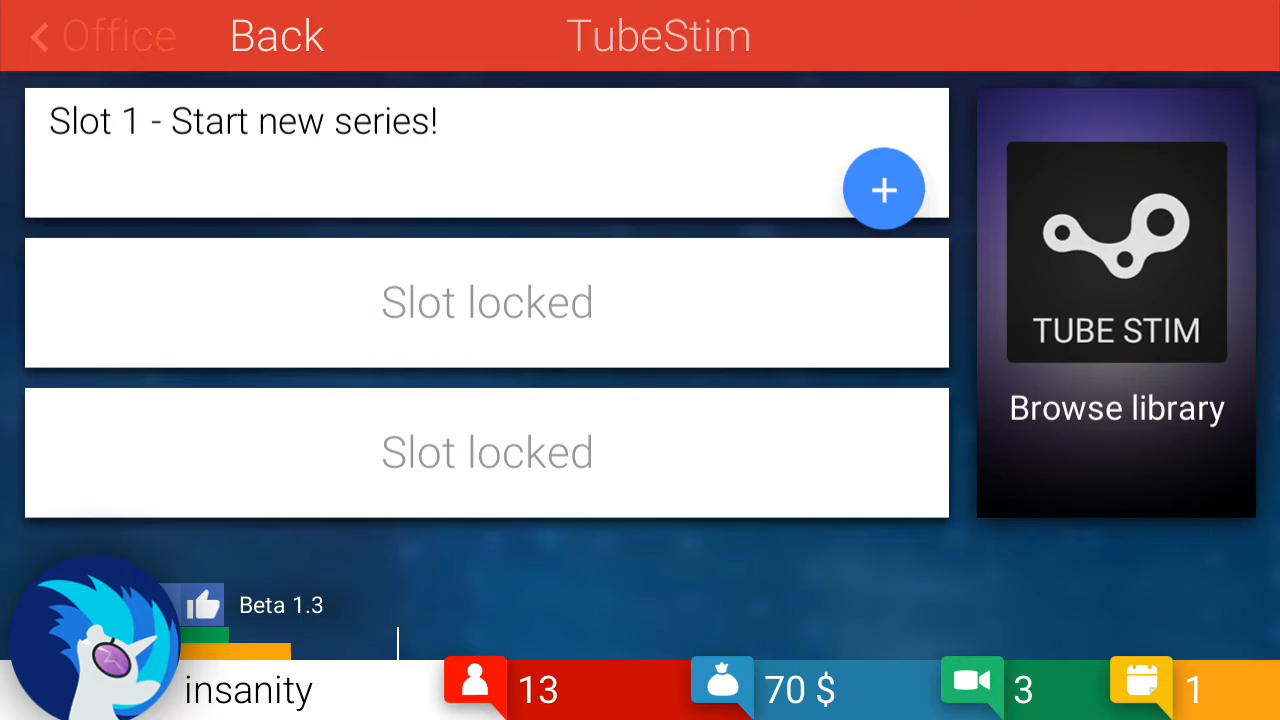 Office
Back
TubeStim
Slot 1 - Start new series!
+
Slot locked
Slot locked
TUBE STIM
Browse library
Beta 1.3
insanity
13
70 $
3
1